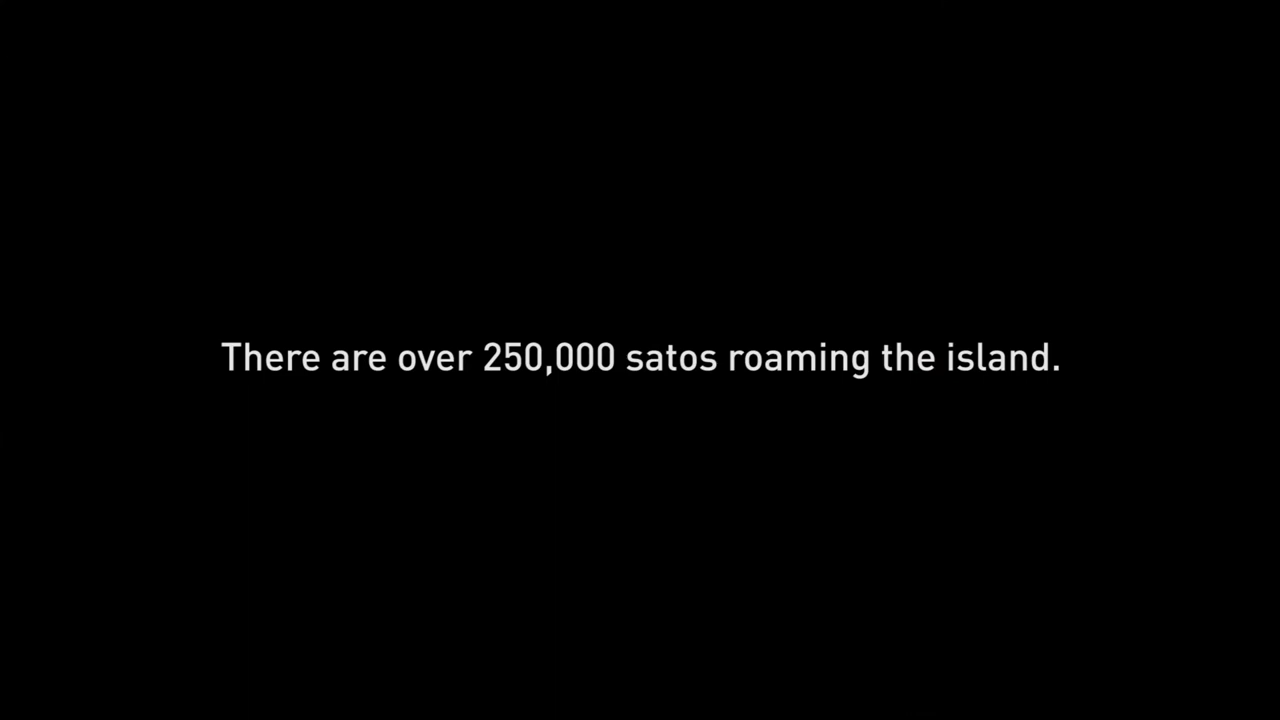 There are over 250,000 satos roaming the island.